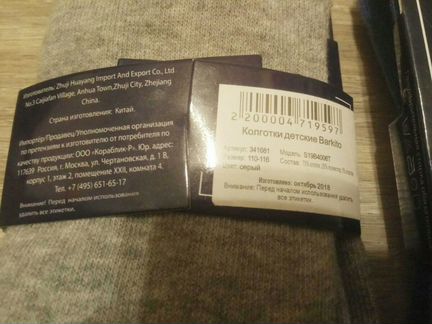 Изготовитель: Zhuji Huayang Import And Export Co., Ltd
No.3 Caijiafan Village, Anhua Town,Zhuji City, Zhejiang
China.
Страна изготовления: Китай.
Импортёр/Продавец/Уполномоченная организация
по претензиям к изготовителю от потребителя по
качеству продукции: ООО «Кораблик-Р». Юр. адрес:
117639 Россия, г. Москва, ул. Чертановская, д. 1 В,
корпус 1, этаж 2, помещение XXII, комната 4.
Тел. +7 (495) 651-65-17
Внимание! Перед началом использования
удалить все этикетки.
2 200004 719597
Колготки детские Barkito
Артикул: 341081
Модель:
Размер: 110-116
Состав:
Цвет: серый
Изготовлено: октябрь 2018
Внимание: Перед началом использования удалить
все этикетки.